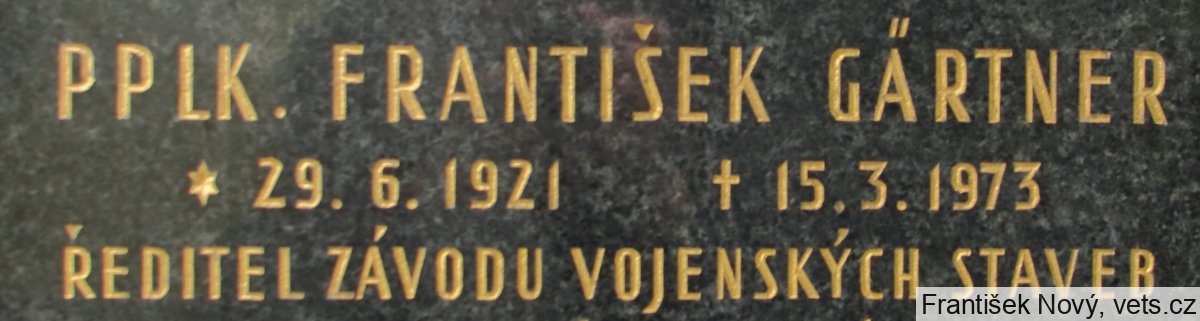 PPLK. FRANTIŠEK GÄRTNER
* 29. 6. 1921 † 15. 3. 1973
ŘEDITEL ZÁVODU VOJENSKÝCH STAVEB
František Nový, vets.cz